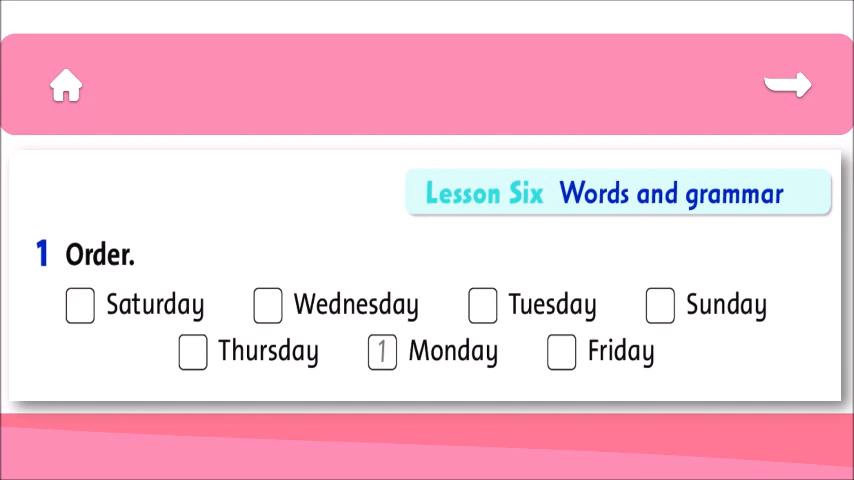 Lesson Six Words and grammar
1 Order.
Saturday Wednesday Tuesday Sunday
Thursday 1 Monday Friday